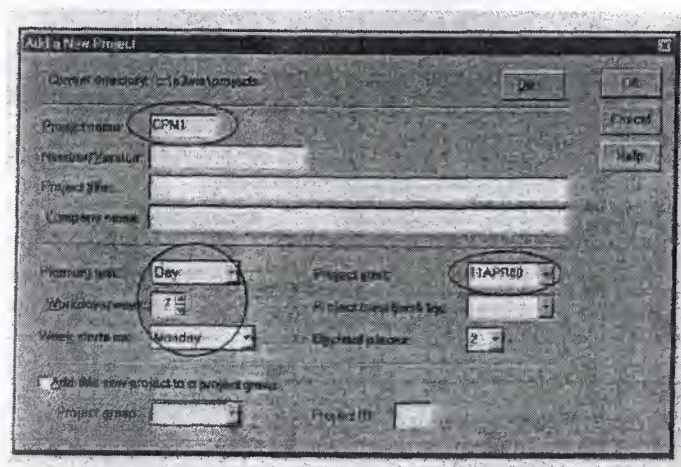 Add a New Project
Current directory: c:\p3win\projects
Dir...
OK
Project name: CPM1
Cancel
Number/Version:
Help
Project title:
Company name:
Planning unit: Day
Project start:
Workdays/week: 7
Project must finish by:
Week starts on: Monday
Decimal places: 2
Add this new project to a project group
Project group:
Project ID: